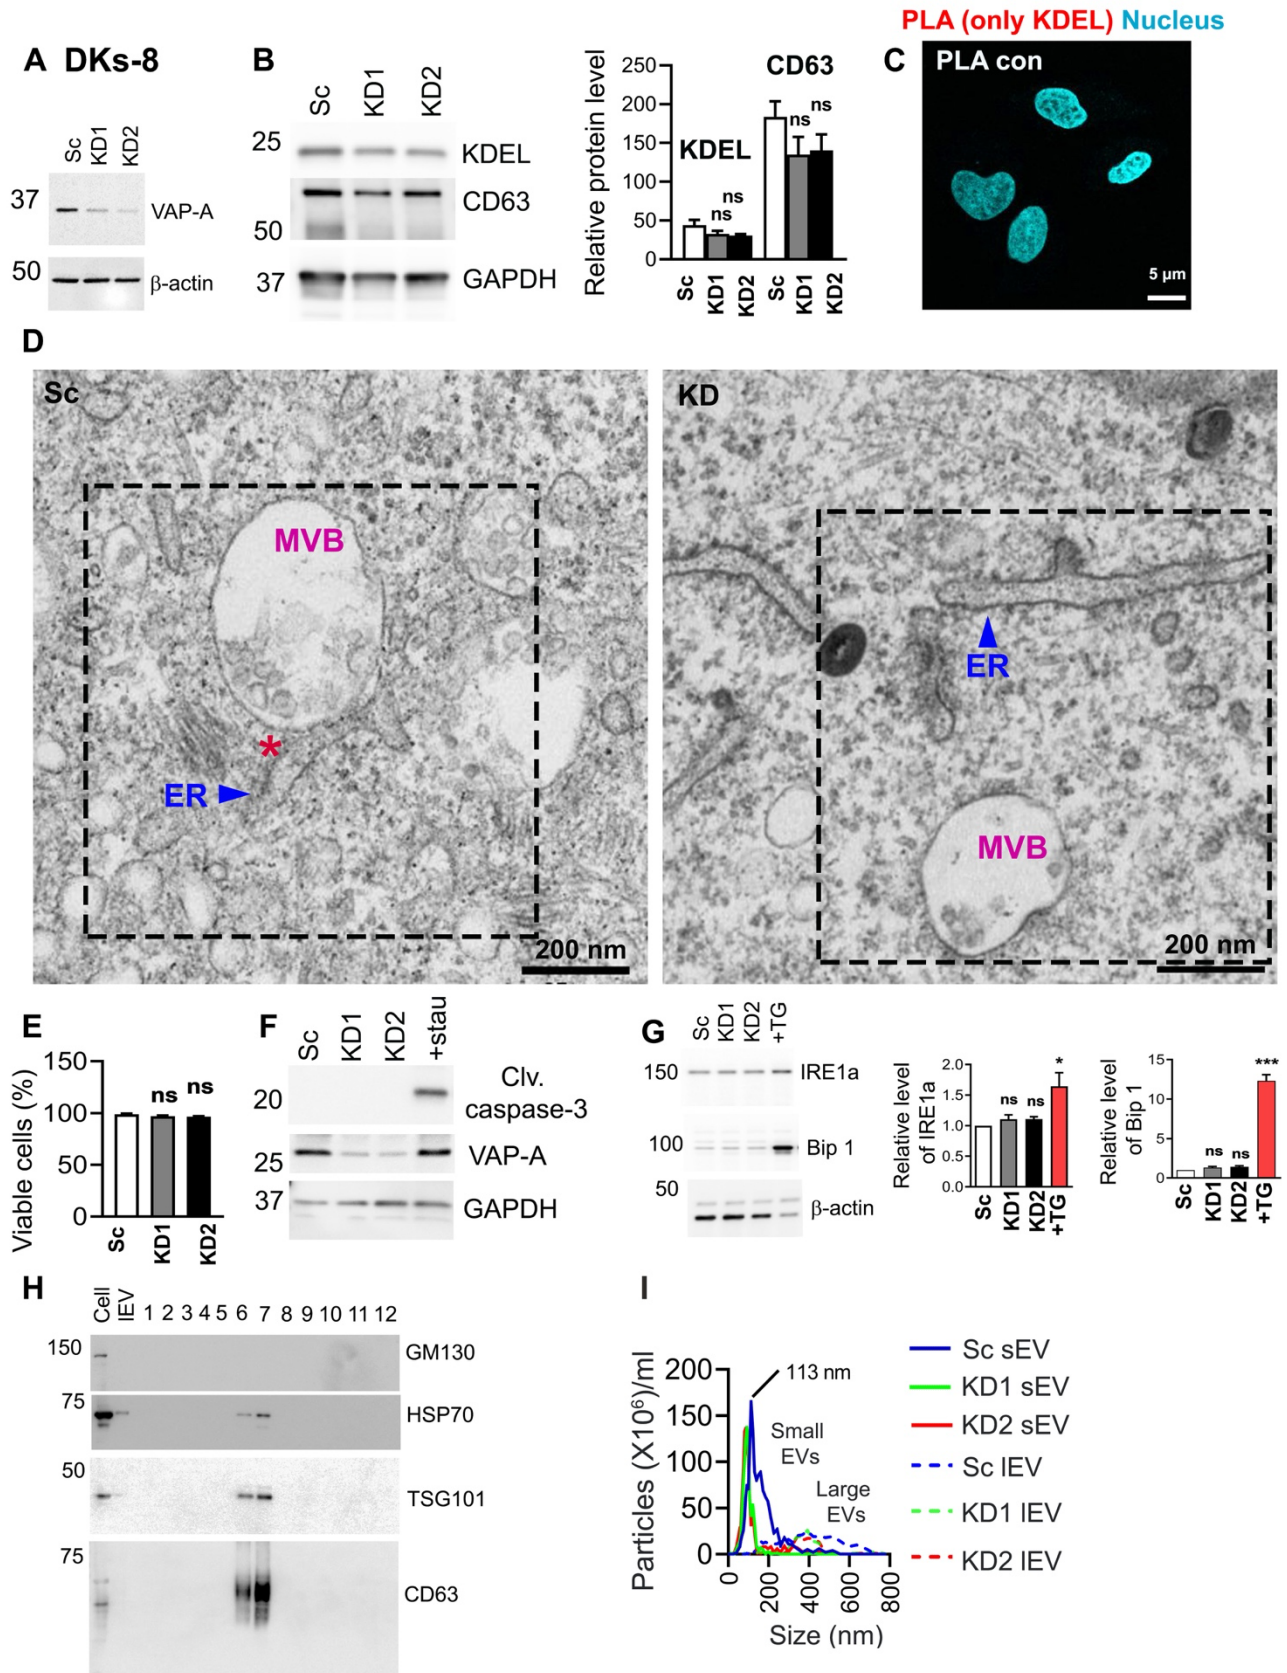 PLA (only KDEL) Nucleus
A DKs-8
Sc KD1 KD2
37
VAP-A
50
β-actin
B
Sc KD1 KD2
25
KDEL
CD63
50
37
GAPDH
Relative protein level
250
200
150
100
50
0
KDEL
CD63
ns
ns
ns
ns
Sc KD1 KD2 Sc KD1 KD2
C PLA con
5 µm
D
Sc
MVB
*
ER
200 nm
KD
ER
MVB
200 nm
E
Viable cells (%)
150
100
50
0
ns ns
Sc KD1 KD2
F
Sc KD1 KD2 +stau
20
Clv.
caspase-3
25
VAP-A
37
GAPDH
G
Sc KD1 KD2 +TG
150
IRE1a
100
Bip 1
50
β-actin
Relative level
of IRE1a
2.0
1.5
1.0
0.5
0.0
ns ns *
Sc KD1 KD2 +TG
Relative level
of Bip 1
15
10
5
0
ns ns ***
Sc KD1 KD2 +TG
H
Cell lEV 1 2 3 4 5 6 7 8 9 10 11 12
150
GM130
75
HSP70
50
TSG101
75
CD63
I
Particles (X10⁶)/ml
200
150
100
50
0
113 nm
Small
EVs
Large
EVs
0 200 400 600 800
Size (nm)
Sc sEV
KD1 sEV
KD2 sEV
Sc lEV
KD1 lEV
KD2 lEV